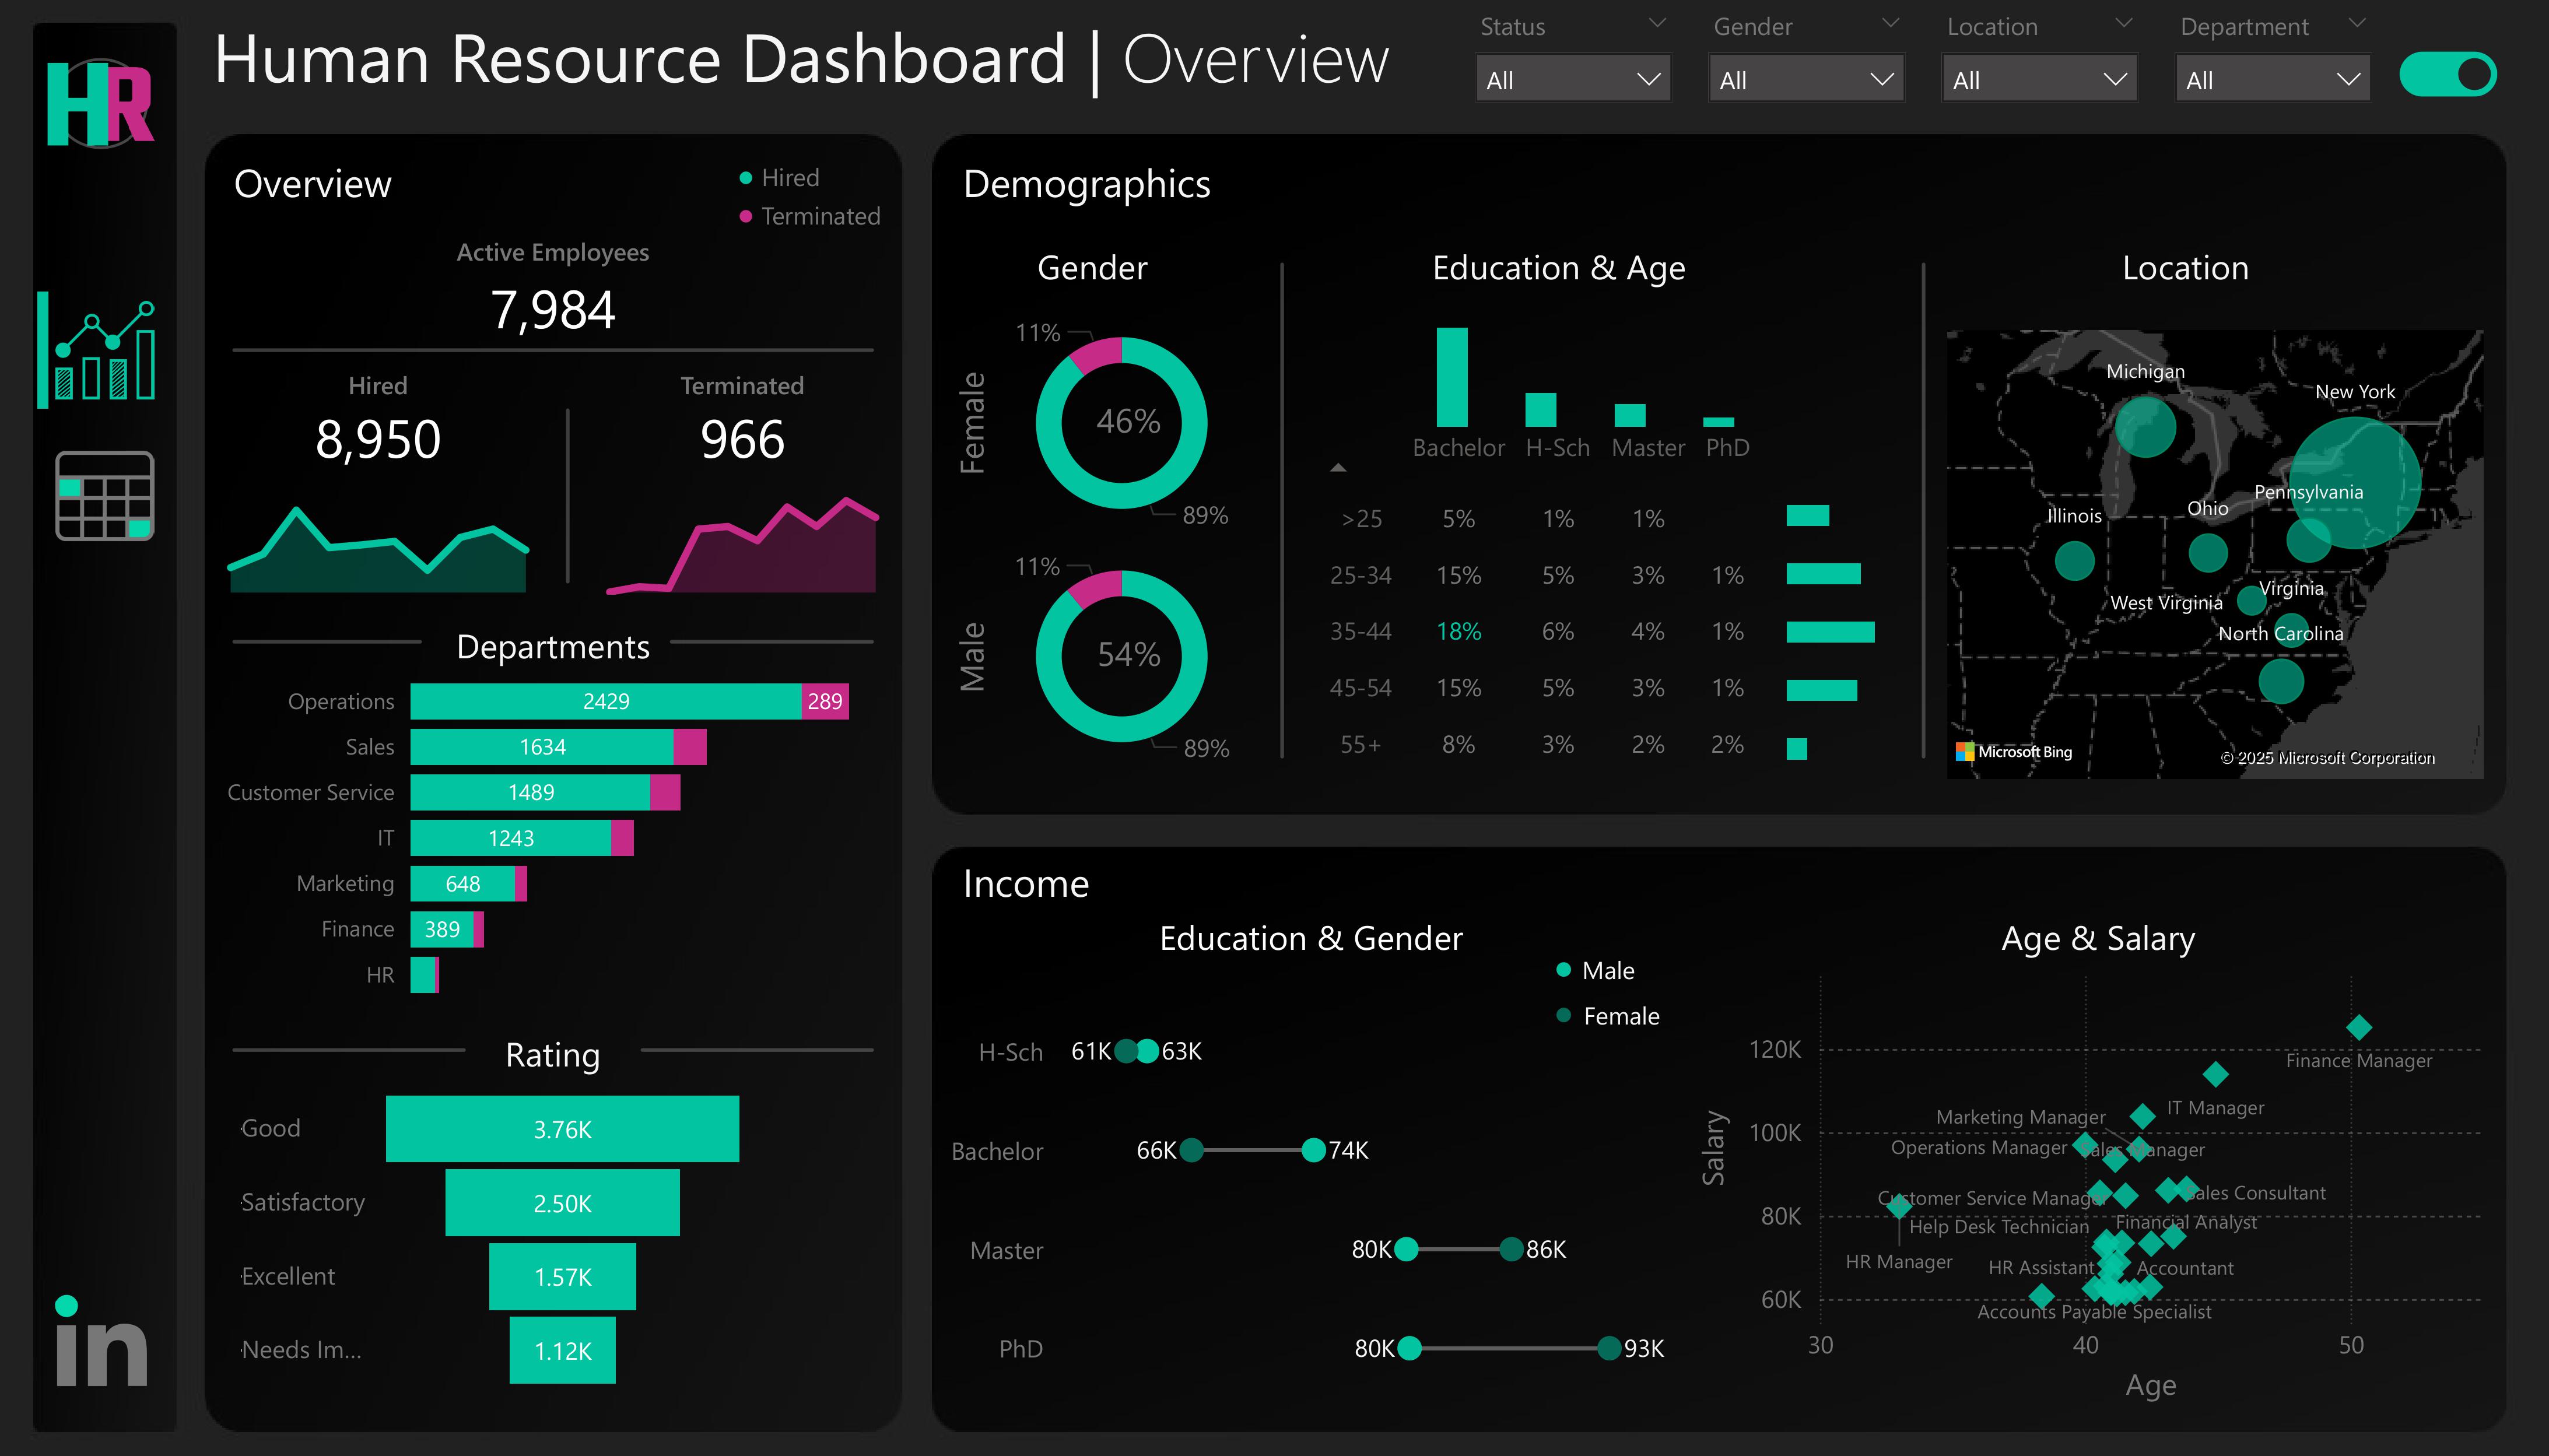 HR
Human Resource Dashboard | Overview
Status
All
Gender
All
Location
All
Department
All
Overview
Hired
Terminated
Active Employees
7,984
Hired
8,950
Terminated
966
Departments
Operations 2429 289
Sales 1634
Customer Service 1489
IT 1243
Marketing 648
Finance 389
HR
Rating
Good 3.76K
Satisfactory 2.50K
Excellent 1.57K
Needs Im... 1.12K
in
Demographics
Gender
Female
11%
46%
89%
Male
11%
54%
89%
Education & Age
Bachelor H-Sch Master PhD
>25 5% 1% 1%
25-34 15% 5% 3% 1%
35-44 18% 6% 4% 1%
45-54 15% 5% 3% 1%
55+ 8% 3% 2% 2%
Location
Michigan
New York
Pennsylvania
Ohio
Illinois
Virginia
West Virginia
North Carolina
Microsoft Bing
© 2025 Microsoft Corporation
Income
Education & Gender
Male
Female
H-Sch 61K 63K
Bachelor 66K 74K
Master 80K 86K
PhD 80K 93K
Age & Salary
Salary
120K
100K
80K
60K
Finance Manager
IT Manager
Marketing Manager
Operations Manager
Sales Manager
Customer Service Manager
Sales Consultant
Help Desk Technician
Financial Analyst
HR Manager
HR Assistant
Accountant
Accounts Payable Specialist
30 40 50
Age